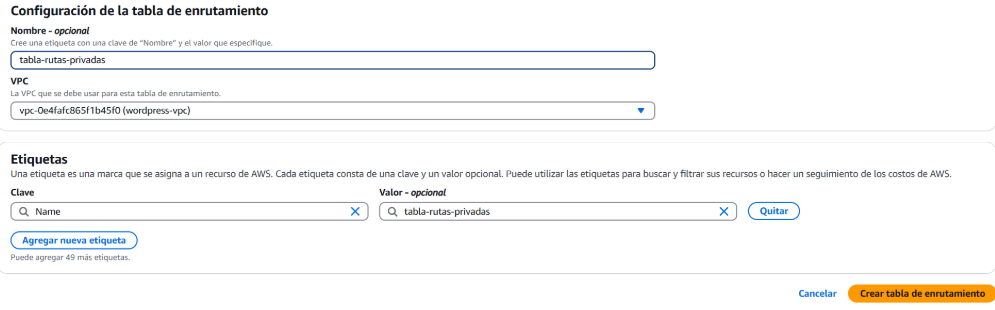 Configuración de la tabla de enrutamiento
Nombre - opcional
Cree una etiqueta con una clave de "Nombre" y el valor que especifique.
tabla-rutas-privadas
VPC
La VPC que se debe usar para esta tabla de enrutamiento.
vpc-0e4fafc865f1b45f0 (wordpress-vpc)
Etiquetas
Una etiqueta es una marca que se asigna a un recurso de AWS. Cada etiqueta consta de una clave y un valor opcional. Puede utilizar las etiquetas para buscar y filtrar sus recursos o hacer un seguimiento de los costos de AWS.
Clave Valor - opcional
Name tabla-rutas-privadas Quitar
Agregar nueva etiqueta
Puede agregar 49 más etiquetas.
Cancelar Crear tabla de enrutamiento